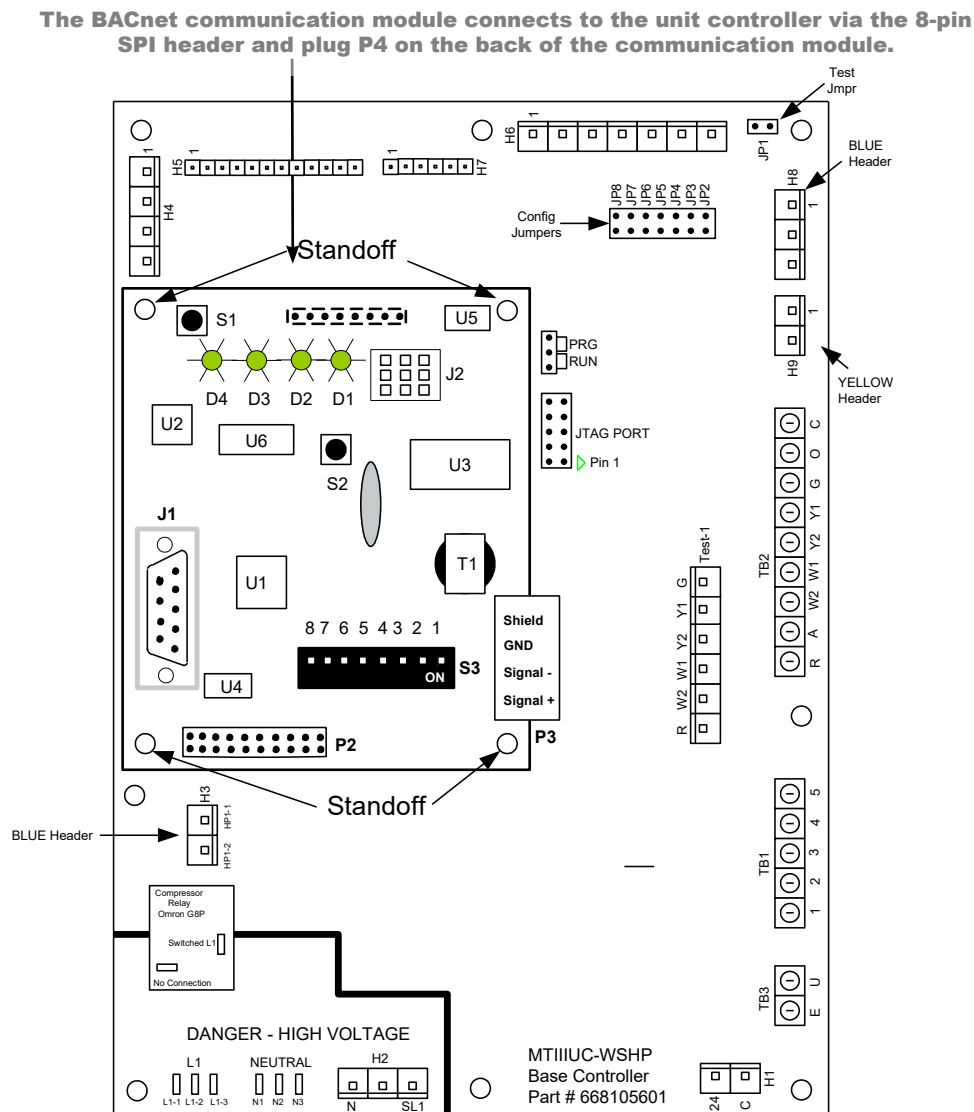 The BACnet communication module connects to the unit controller via the 8-pin
SPI header and plug P4 on the back of the communication module.
Test
Jmpr
JP1
H6
1
BLUE
Header
H8
1
H5
1
1
H7
1
H4
JP8
JP7
JP6
JP5
JP4
JP3
JP2
Config
Jumpers
Standoff
S1
U5
D4
D3
D2
D1
J2
PRG
RUN
1
H9
YELLOW
Header
U2
U6
S2
U3
JTAG PORT
Pin 1
J1
U1
T1
8 7 6 5 4 3 2 1
ON
S3
U4
Shield
GND
Signal -
Signal +
P3
P2
Test-1
G
Y1
Y2
W1
W2
R
TB2
C
O
G
Y1
Y2
W1
W2
A
R
Standoff
H3
HP1-1
HP1-2
BLUE Header
TB1
5
4
3
2
1
Compressor
Relay
Omron G8P
Switched L1
No Connection
TB3
U
E
DANGER - HIGH VOLTAGE
L1
L1-1 L1-2 L1-3
NEUTRAL
N1 N2 N3
H2
N
SL1
MTIIIUC-WSHP
Base Controller
Part # 668105601
H1
24
C